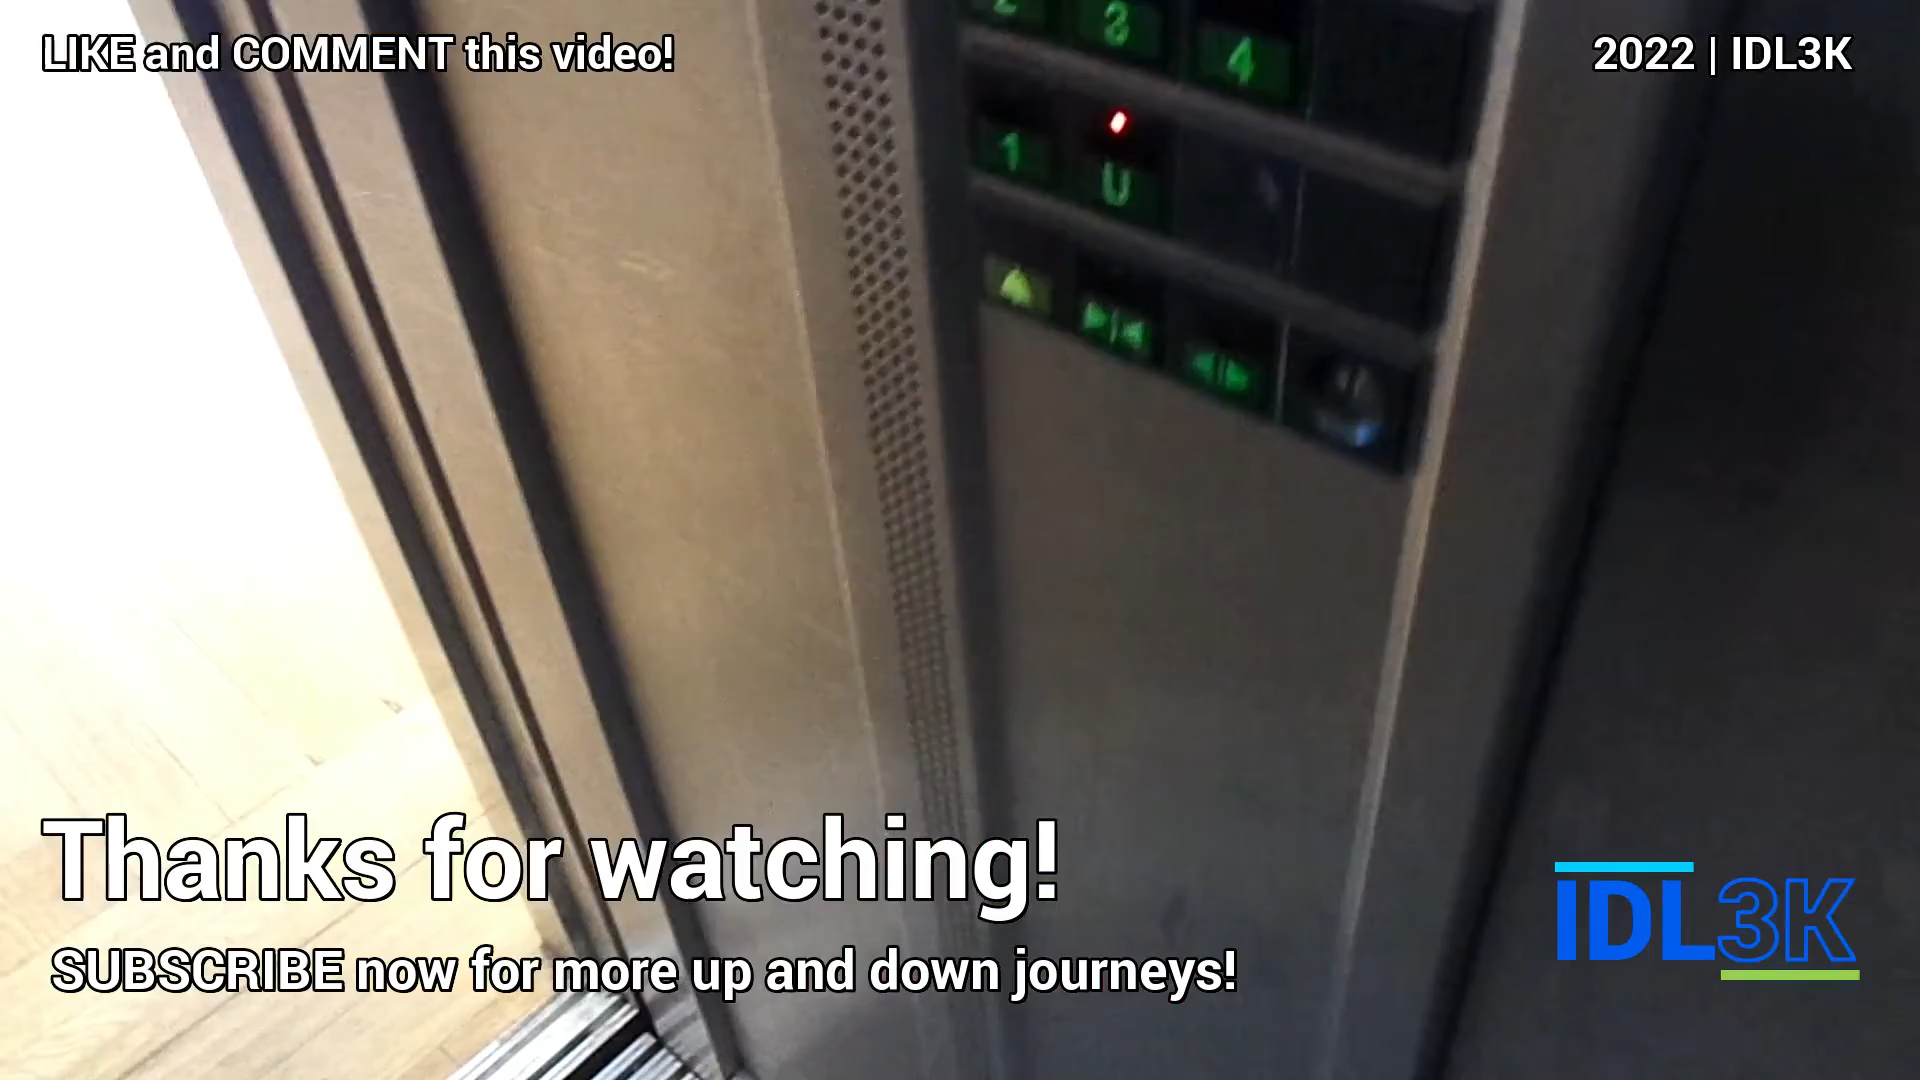 LIKE and COMMENT this video!
2022 | IDL3K
2 3 4
1 U
Thanks for watching!
SUBSCRIBE now for more up and down journeys!
IDL3K